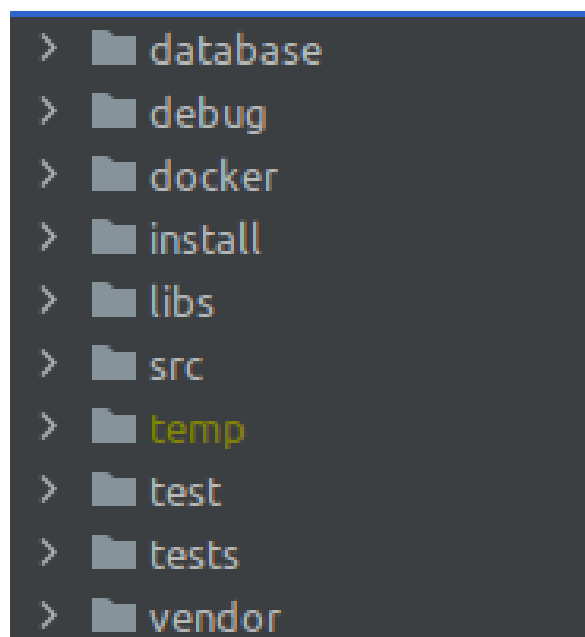 database
debug
docker
install
libs
src
temp
test
tests
vendor